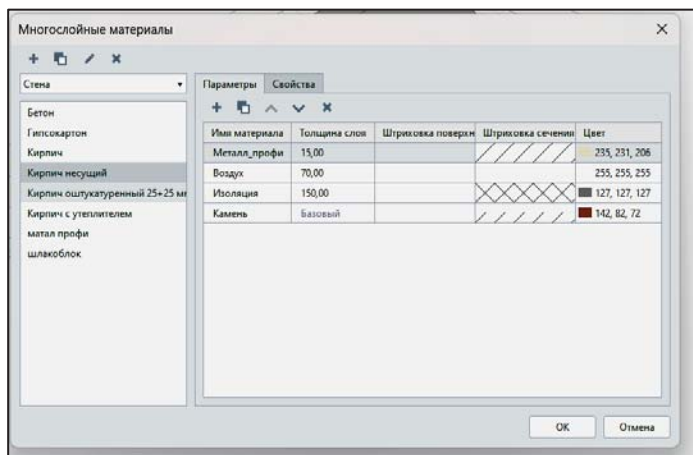 Многослойные материалы
Стена
Бетон
Гипсокартон
Кирпич
Кирпич несущий
Кирпич оштукатуренный 25+25 мм
Кирпич с утеплителем
матал профи
шлакоблок
Параметры Свойства
Имя материала Толщина слоя Штриховка поверхн Штриховка сечения Цвет
Металл_профи 15,00 235, 231, 206
Воздух 70,00 255, 255, 255
Изоляция 150,00 127, 127, 127
Камень Базовый 142, 82, 72
ОК Отмена